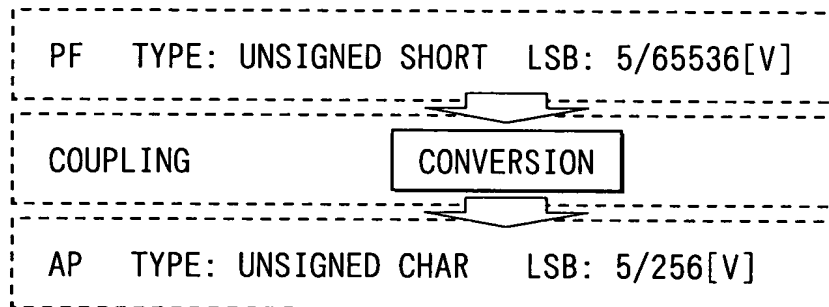 PF TYPE: UNSIGNED SHORT LSB: 5/65536[V]
COUPLING CONVERSION
AP TYPE: UNSIGNED CHAR LSB: 5/256[V]